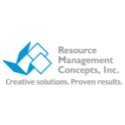 Resource
Management
Concepts, Inc.
Creative solutions. Proven results.